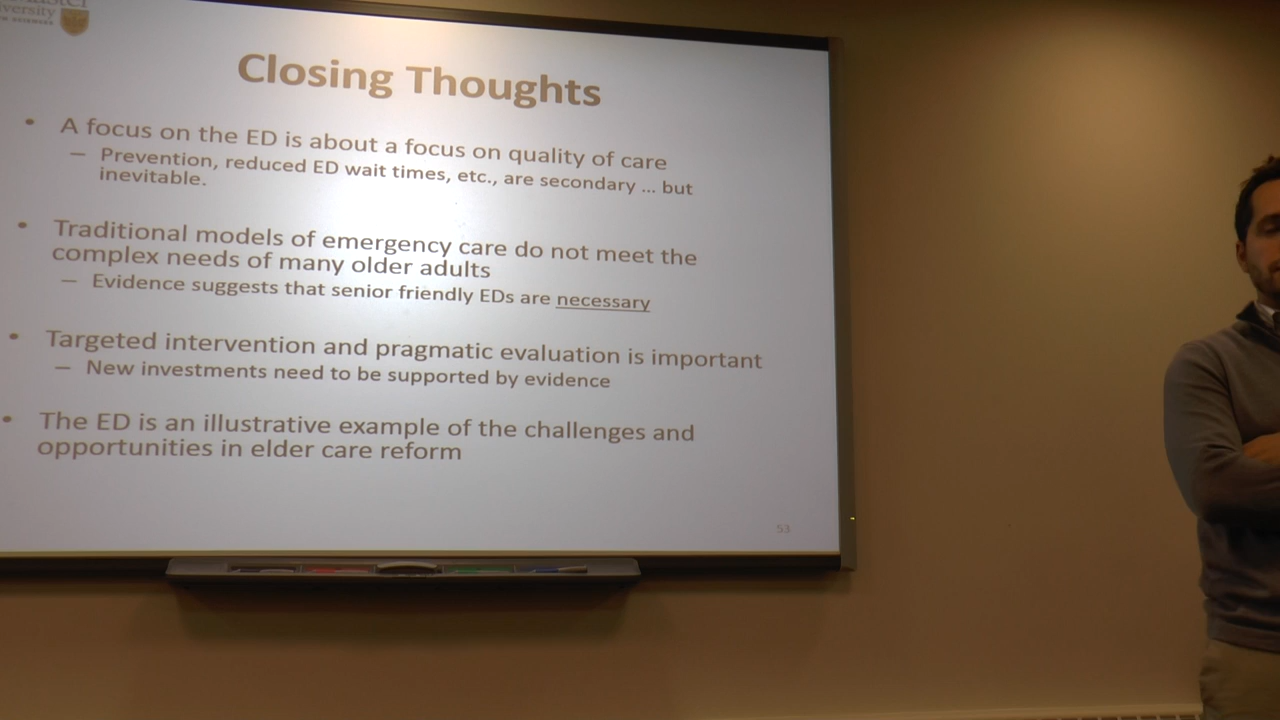 versity
Closing Thoughts
• A focus on the ED is about a focus on quality of care
– Prevention, reduced ED wait times, etc., are secondary ... but
inevitable.
• Traditional models of emergency care do not meet the
complex needs of many older adults
– Evidence suggests that senior friendly EDs are necessary
• Targeted intervention and pragmatic evaluation is important
– New investments need to be supported by evidence
• The ED is an illustrative example of the challenges and
opportunities in elder care reform
53